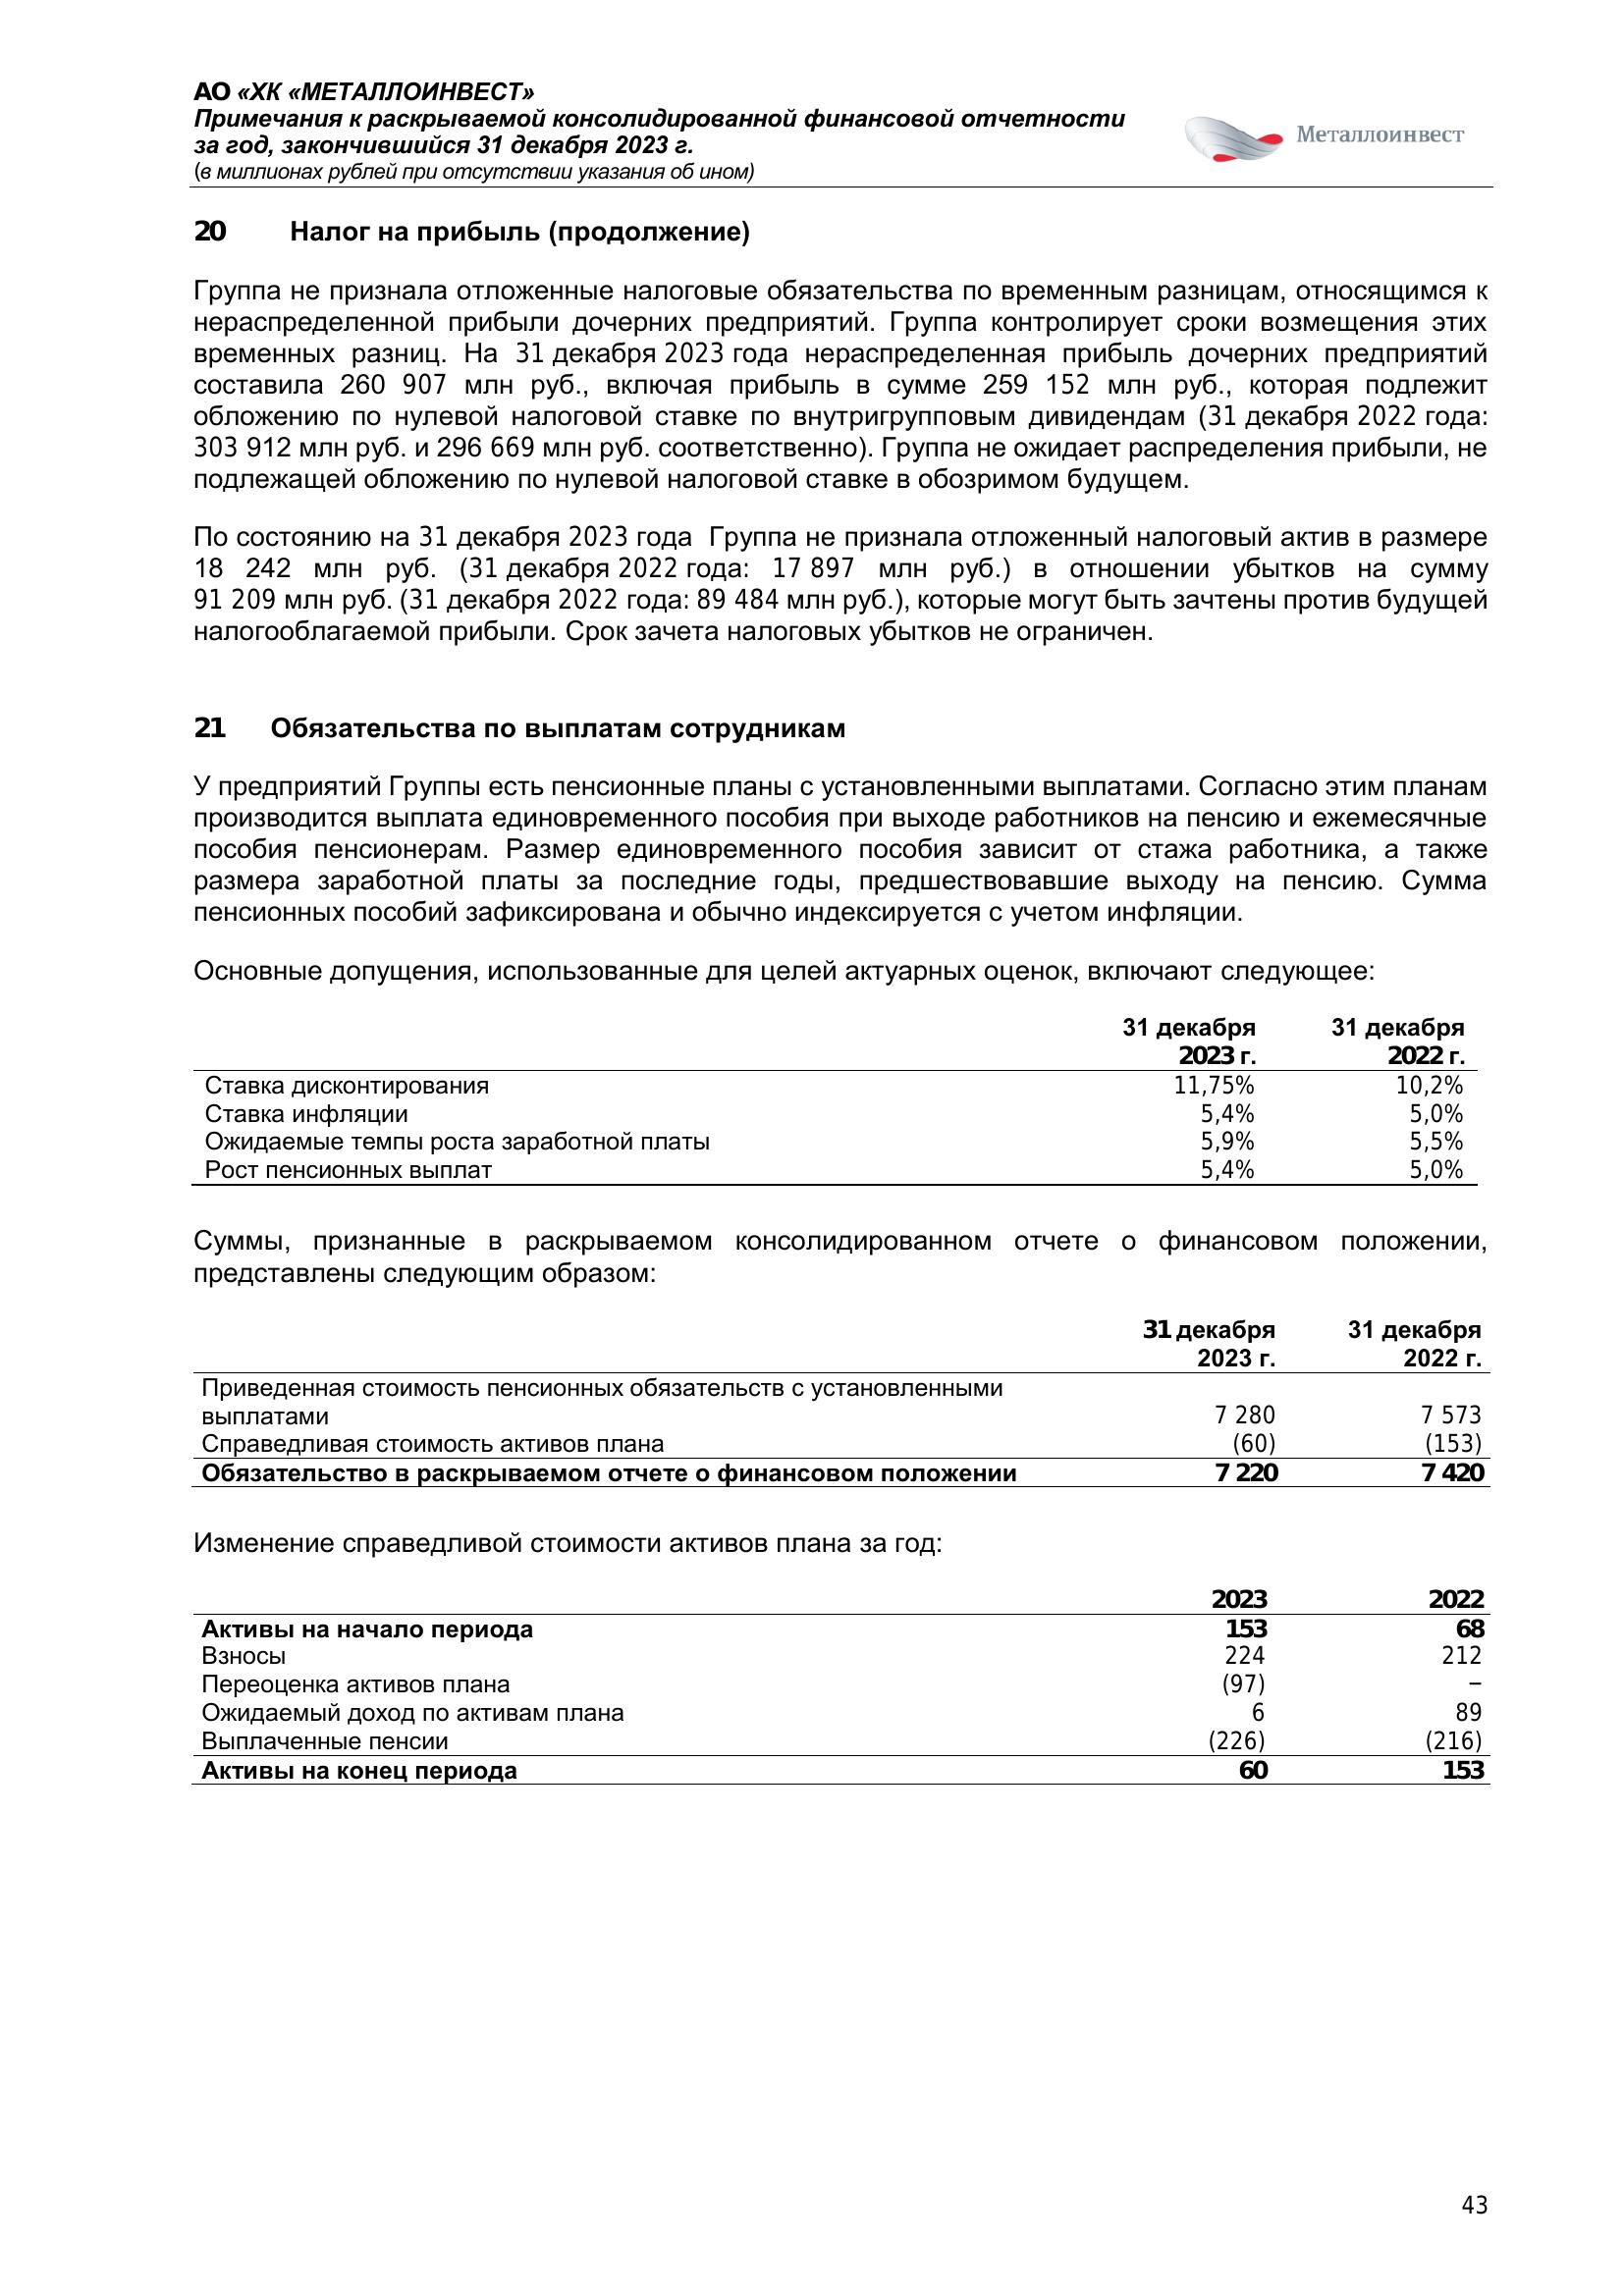 АО «ХК «МЕТАЛЛОИНВЕСТ»
Примечания к раскрываемой консолидированной финансовой отчетности
за год, закончившийся 31 декабря 2023 г.
(в миллионах рублей при отсутствии указания об ином)
Металлоинвест
20 Налог на прибыль (продолжение)
Группа не признала отложенные налоговые обязательства по временным разницам, относящимся к
нераспределенной прибыли дочерних предприятий. Группа контролирует сроки возмещения этих
временных разниц. На 31 декабря 2023 года нераспределенная прибыль дочерних предприятий
составила 260 907 млн руб., включая прибыль в сумме 259 152 млн руб., которая подлежит
обложению по нулевой налоговой ставке по внутригрупповым дивидендам (31 декабря 2022 года:
303 912 млн руб. и 296 669 млн руб. соответственно). Группа не ожидает распределения прибыли, не
подлежащей обложению по нулевой налоговой ставке в обозримом будущем.
По состоянию на 31 декабря 2023 года Группа не признала отложенный налоговый актив в размере
18 242 млн руб. (31 декабря 2022 года: 17 897 млн руб.) в отношении убытков на сумму
91 209 млн руб. (31 декабря 2022 года: 89 484 млн руб.), которые могут быть зачтены против будущей
налогооблагаемой прибыли. Срок зачета налоговых убытков не ограничен.
21 Обязательства по выплатам сотрудникам
У предприятий Группы есть пенсионные планы с установленными выплатами. Согласно этим планам
производится выплата единовременного пособия при выходе работников на пенсию и ежемесячные
пособия пенсионерам. Размер единовременного пособия зависит от стажа работника, а также
размера заработной платы за последние годы, предшествовавшие выходу на пенсию. Сумма
пенсионных пособий зафиксирована и обычно индексируется с учетом инфляции.
Основные допущения, использованные для целей актуарных оценок, включают следующее:
31 декабря 31 декабря
2023 г. 2022 г.
Ставка дисконтирования 11,75% 10,2%
Ставка инфляции 5,4% 5,0%
Ожидаемые темпы роста заработной платы 5,9% 5,5%
Рост пенсионных выплат 5,4% 5,0%
Суммы, признанные в раскрываемом консолидированном отчете о финансовом положении,
представлены следующим образом:
31 декабря 31 декабря
2023 г. 2022 г.
Приведенная стоимость пенсионных обязательств с установленными
выплатами 7 280 7 573
Справедливая стоимость активов плана (60) (153)
Обязательство в раскрываемом отчете о финансовом положении 7 220 7 420
Изменение справедливой стоимости активов плана за год:
2023 2022
Активы на начало периода 153 68
Взносы 224 212
Переоценка активов плана (97) –
Ожидаемый доход по активам плана 6 89
Выплаченные пенсии (226) (216)
Активы на конец периода 60 153
43